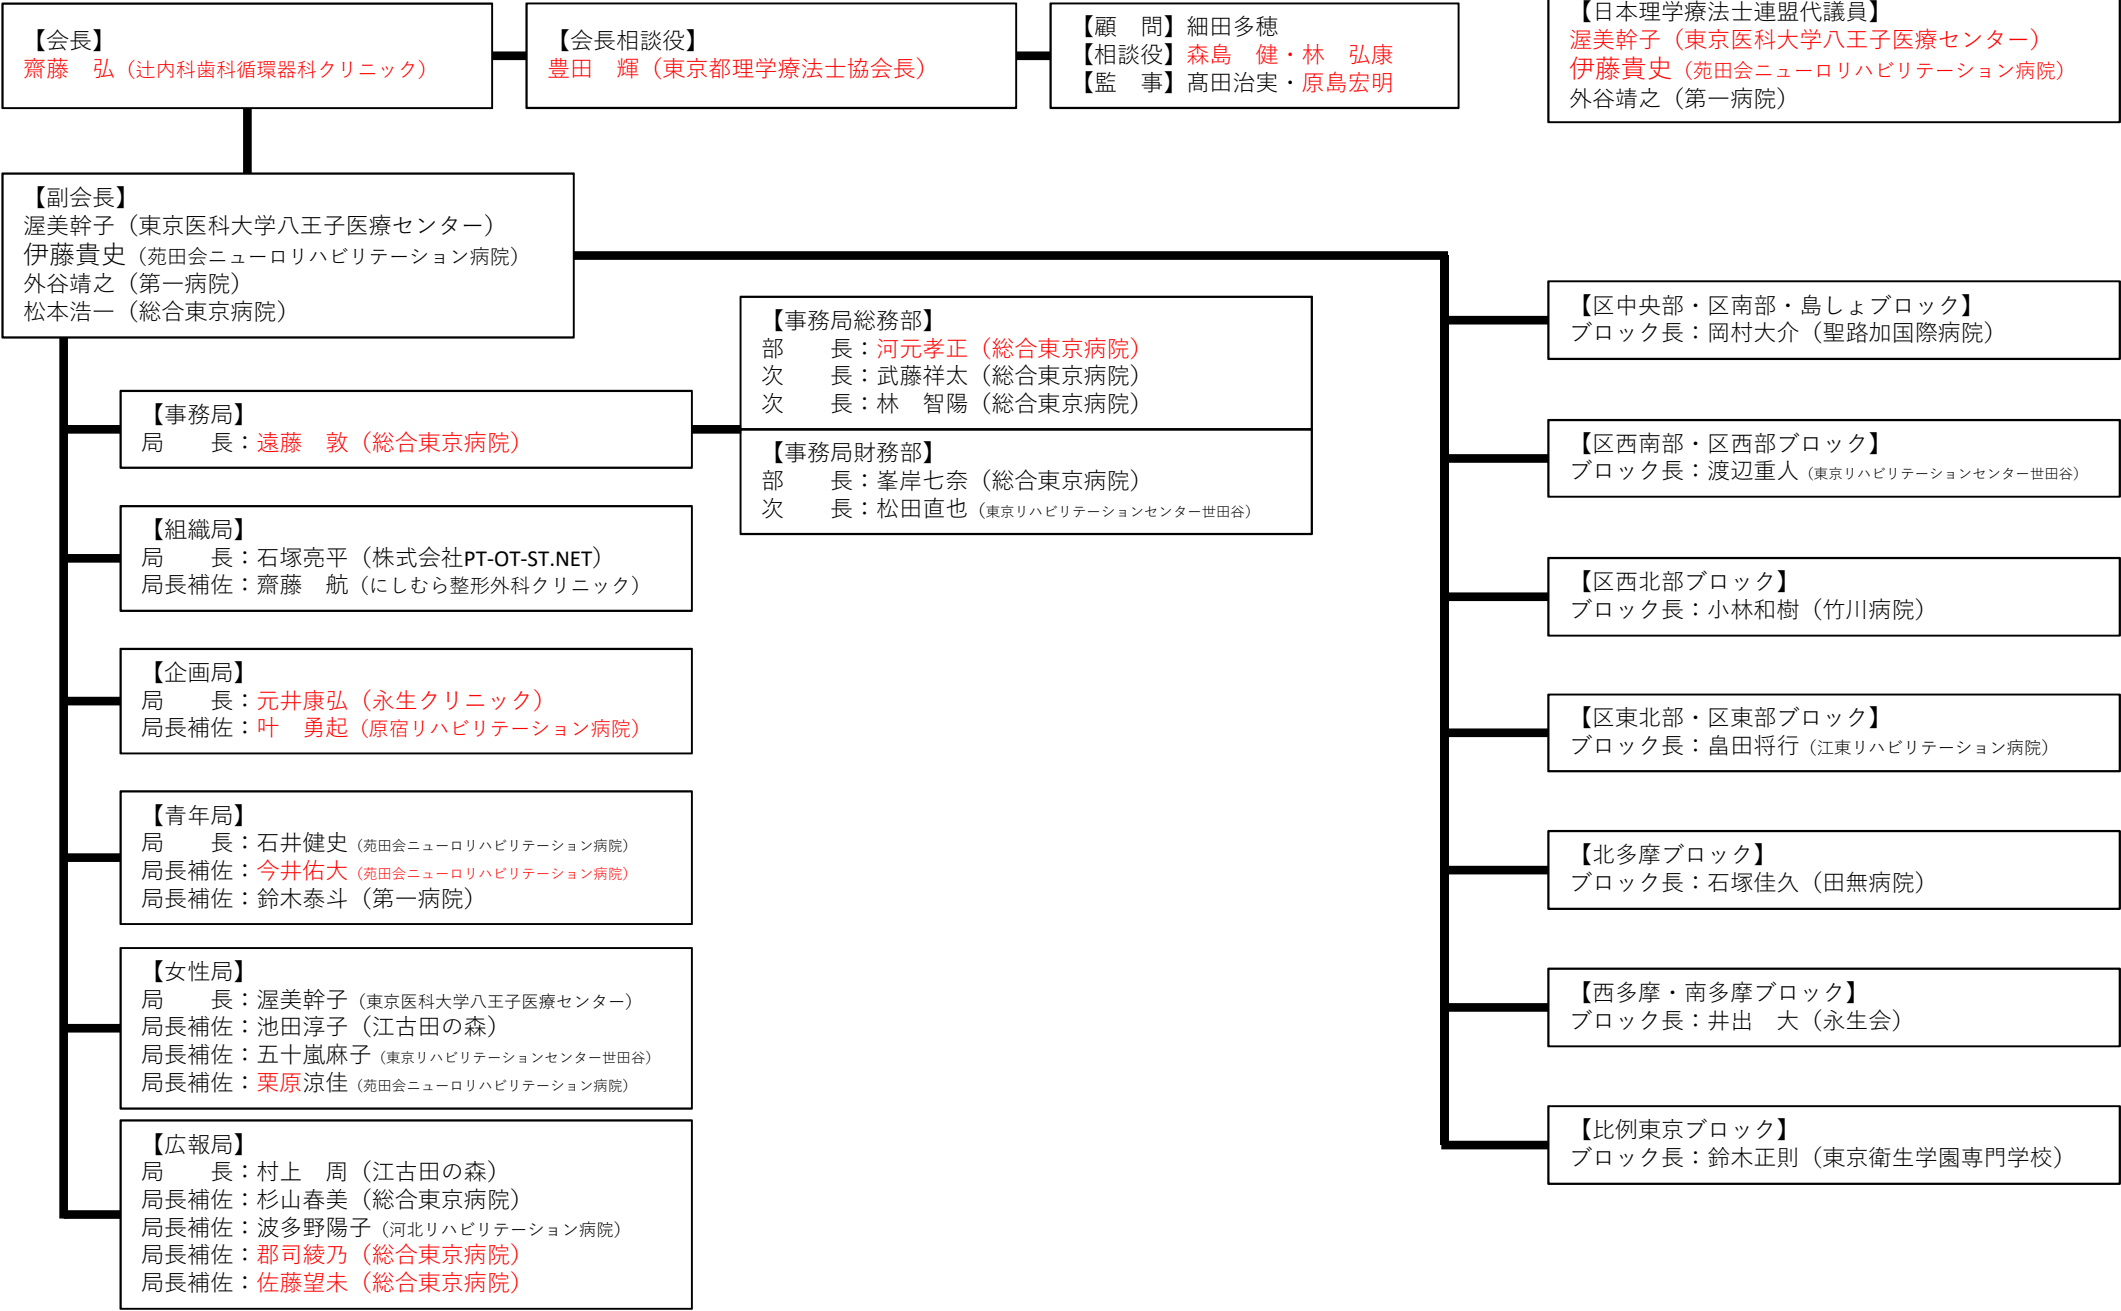 【会長】
齋藤　弘（辻内科歯科循環器科クリニック）
【会長相談役】
豊田　輝（東京都理学療法士協会長）
【顧　問】細田多穂
【相談役】森島　健・林　弘康
【監　事】髙田治実・原島宏明
【日本理学療法士連盟代議員】
渥美幹子（東京医科大学八王子医療センター）
伊藤貴史（苑田会ニューロリハビリテーション病院）
外谷靖之（第一病院）
【副会長】
渥美幹子（東京医科大学八王子医療センター）
伊藤貴史（苑田会ニューロリハビリテーション病院）
外谷靖之（第一病院）
松本浩一（総合東京病院）
【事務局】
局　　長：遠藤　敦（総合東京病院）
【事務局総務部】
部　　長：河元孝正（総合東京病院）
次　　長：武藤祥太（総合東京病院）
次　　長：林　智陽（総合東京病院）
【事務局財務部】
部　　長：峯岸七奈（総合東京病院）
次　　長：松田直也（東京リハビリテーションセンター世田谷）
【組織局】
局　　長：石塚亮平（株式会社PT-OT-ST.NET）
局長補佐：齋藤　航（にしむら整形外科クリニック）
【企画局】
局　　長：元井康弘（永生クリニック）
局長補佐：叶　勇起（原宿リハビリテーション病院）
【青年局】
局　　長：石井健史（苑田会ニューロリハビリテーション病院）
局長補佐：今井佑大（苑田会ニューロリハビリテーション病院）
局長補佐：鈴木泰斗（第一病院）
【女性局】
局　　長：渥美幹子（東京医科大学八王子医療センター）
局長補佐：池田淳子（江古田の森）
局長補佐：五十嵐麻子（東京リハビリテーションセンター世田谷）
局長補佐：栗原涼佳（苑田会ニューロリハビリテーション病院）
【広報局】
局　　長：村上　周（江古田の森）
局長補佐：杉山春美（総合東京病院）
局長補佐：波多野陽子（河北リハビリテーション病院）
局長補佐：郡司綾乃（総合東京病院）
局長補佐：佐藤望未（総合東京病院）
【区中央部・区南部・島しょブロック】
ブロック長：岡村大介（聖路加国際病院）
【区西南部・区西部ブロック】
ブロック長：渡辺重人（東京リハビリテーションセンター世田谷）
【区西北部ブロック】
ブロック長：小林和樹（竹川病院）
【区東北部・区東部ブロック】
ブロック長：畠田将行（江東リハビリテーション病院）
【北多摩ブロック】
ブロック長：石塚佳久（田無病院）
【西多摩・南多摩ブロック】
ブロック長：井出　大（永生会）
【比例東京ブロック】
ブロック長：鈴木正則（東京衛生学園専門学校）